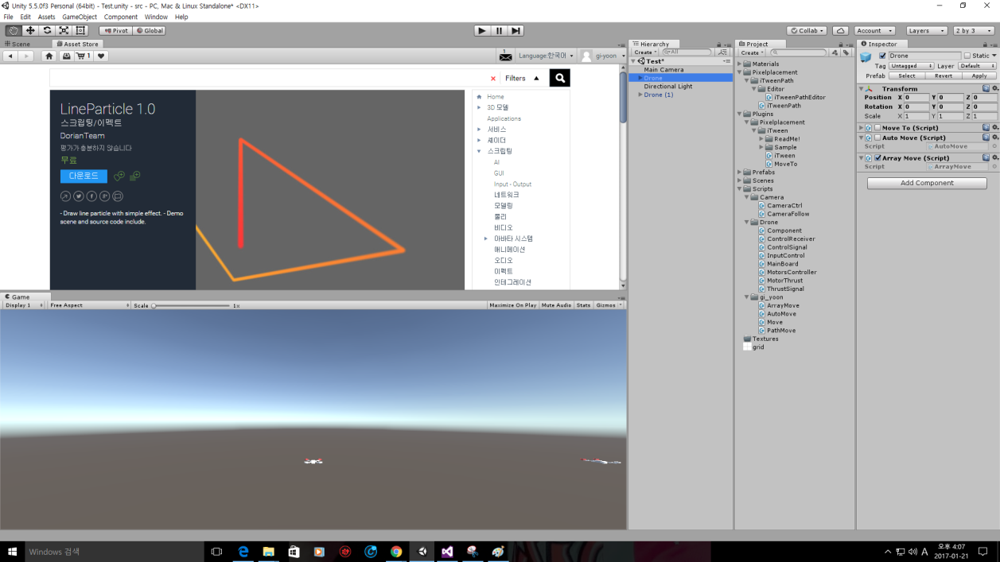 Unity 5.5.0f3 Personal (64bit) - Test.unity - src - PC, Mac & Linux Standalone* <DX11>
File Edit Assets GameObject Component Window Help
Pivot Global
Collab Account Layers 2 by 3
Scene Asset Store
1 1 Language:한국어 gi-yoon
Filters
LineParticle 1.0
스크립팅/이펙트
DorianTeam
평가가 충분하지 않습니다
무료
다운로드
- Draw line particle with simple effect. - Demo
scene and source code include.
Home
3D 모델
Applications
서비스
셰이더
스크립팅
AI
GUI
Input - Output
네트워크
모델링
물리
비디오
아바타 시스템
애니메이션
오디오
이펙트
인테그레이션
Game
Display 1 Free Aspect Scale 1x Maximize On Play Mute Audio Stats Gizmos
Hierarchy
Create All
Test*
Main Camera
Drone
Directional Light
Drone (1)
Project
Create
Materials
Pixelplacement
iTweenPath
Editor
iTweenPathEditor
iTweenPath
Plugins
Pixelplacement
iTween
ReadMe!
Sample
iTween
MoveTo
Prefabs
Scenes
Scripts
Camera
CameraCtrl
CameraFollow
Drone
Component
ControlReceiver
ControlSignal
InputControl
MainBoard
MotorsController
MotorThrust
ThrustSignal
gi_yoon
ArrayMove
AutoMove
Move
PathMove
Textures
grid
Inspector
Drone Static
Tag Untagged Layer Default
Prefab Select Revert Apply
Transform
Position X 0 Y 0 Z 0
Rotation X 0 Y 0 Z 0
Scale X 1 Y 1 Z 1
Move To (Script)
Auto Move (Script)
Script AutoMove
Array Move (Script)
Script ArrayMove
Add Component
Windows 검색
A 오후 4:07
2017-01-21